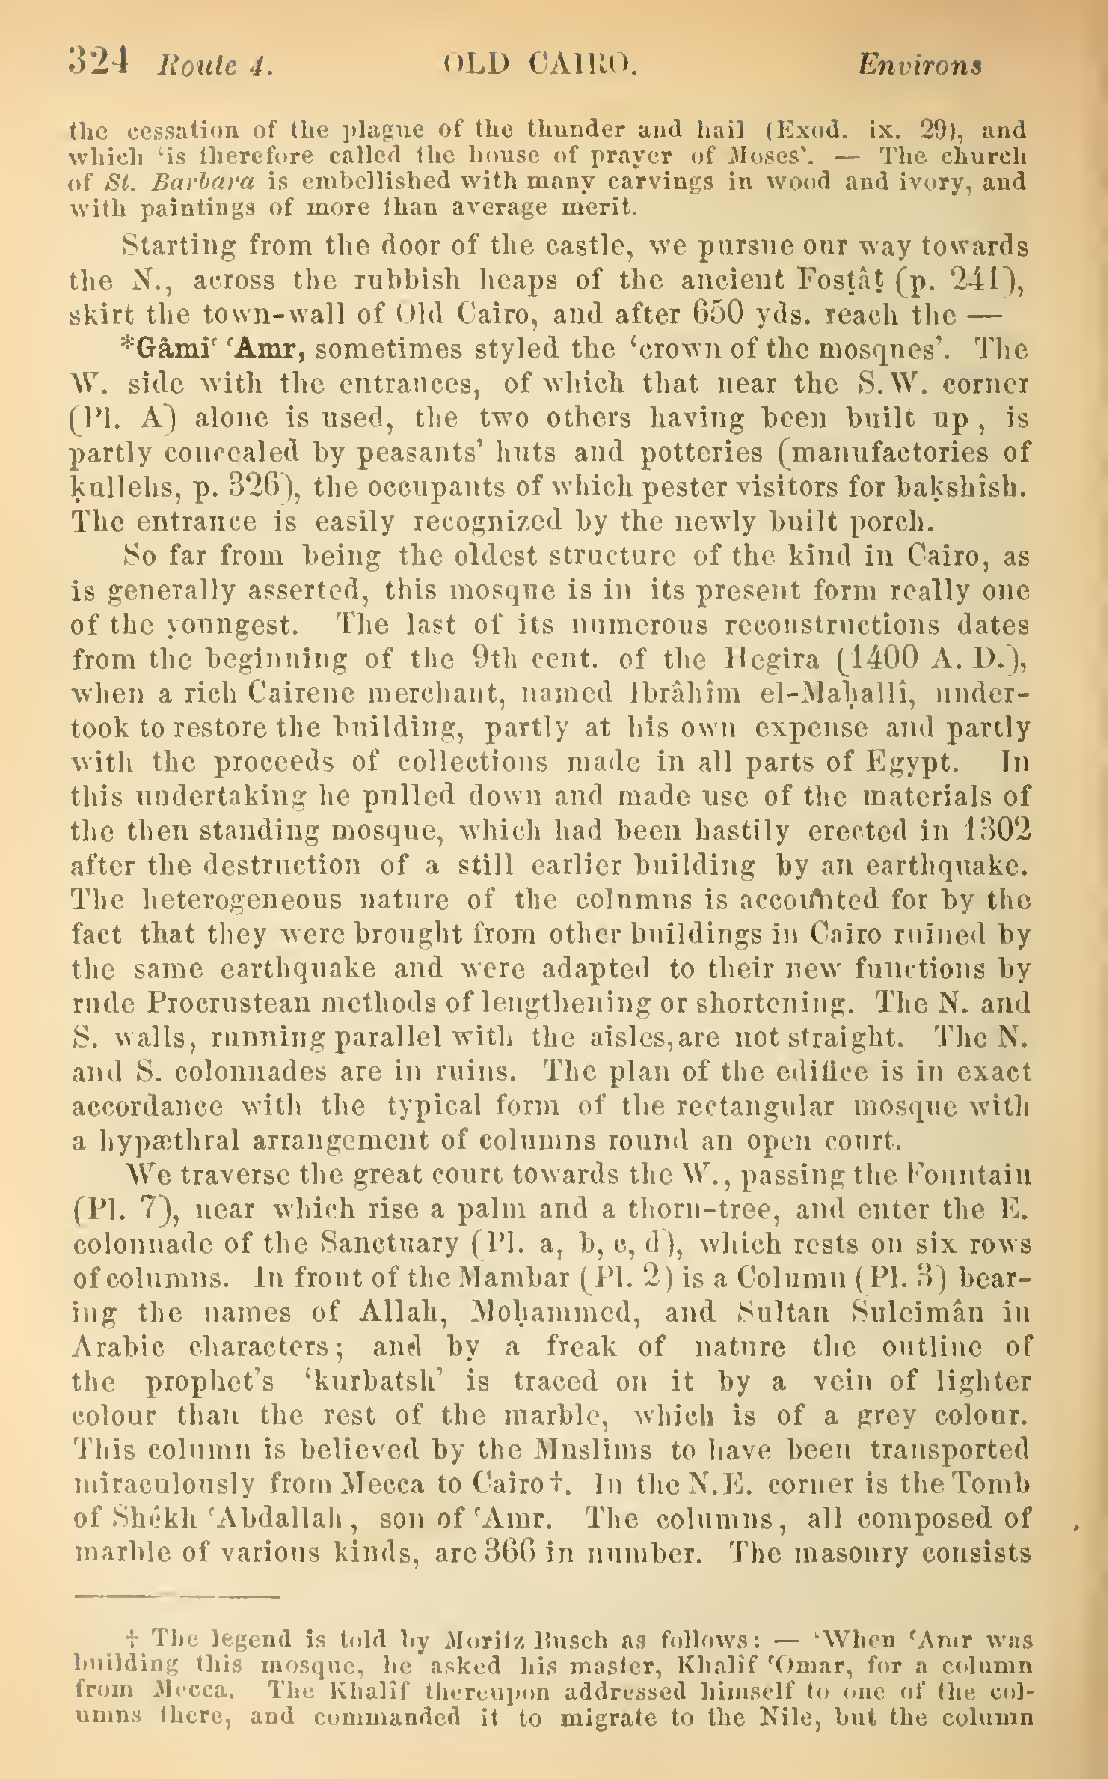 324 Route 4. OLD CAIRO. Environs
the cessation of the plague of the thunder and hail (Exod. ix. 29), and
which 'is therefore called the house of prayer of Moses'. — The church
of St. Barbara is embellished with many carvings in wood and ivory, and
with paintings of more than average merit.
Starting from the door of the castle, we pursue our way towards
the N., across the rubbish heaps of the ancient Fosṭâṭ (p. 241),
skirt the town-wall of Old Cairo, and after 650 yds. reach the —
*Gâmiʿ ʿAmr, sometimes styled the 'crown of the mosques'. The
W. side with the entrances, of which that near the S.W. corner
(Pl. A) alone is used, the two others having been built up, is
partly concealed by peasants' huts and potteries (manufactories of
ḳullehs, p. 326), the occupants of which pester visitors for baḳshîsh.
The entrance is easily recognized by the newly built porch.
So far from being the oldest structure of the kind in Cairo, as
is generally asserted, this mosque is in its present form really one
of the youngest. The last of its numerous reconstructions dates
from the beginning of the 9th cent. of the Hegira (1400 A. D.),
when a rich Cairene merchant, named Ibrâhîm el-Maḥallî, under-
took to restore the building, partly at his own expense and partly
with the proceeds of collections made in all parts of Egypt. In
this undertaking he pulled down and made use of the materials of
the then standing mosque, which had been hastily erected in 1302
after the destruction of a still earlier building by an earthquake.
The heterogeneous nature of the columns is accounted for by the
fact that they were brought from other buildings in Cairo ruined by
the same earthquake and were adapted to their new functions by
rude Procrustean methods of lengthening or shortening. The N. and
S. walls, running parallel with the aisles, are not straight. The N.
and S. colonnades are in ruins. The plan of the edifice is in exact
accordance with the typical form of the rectangular mosque with
a hypæthral arrangement of columns round an open court.
We traverse the great court towards the W., passing the Fountain
(Pl. 7), near which rise a palm and a thorn-tree, and enter the E.
colonnade of the Sanctuary (Pl. a, b, c, d), which rests on six rows
of columns. In front of the Mambar (Pl. 2) is a Column (Pl. 3) bear-
ing the names of Allah, Moḥammed, and Sultan Suleimân in
Arabic characters; and by a freak of nature the outline of
the prophet's 'kurbatsh' is traced on it by a vein of lighter
colour than the rest of the marble, which is of a grey colour.
This column is believed by the Muslims to have been transported
miraculously from Mecca to Cairo†. In the N.E. corner is the Tomb
of Shêkh ʿAbdallah, son of ʿAmr. The columns, all composed of
marble of various kinds, are 366 in number. The masonry consists
† The legend is told by Moritz Busch as follows: — 'When ʿAmr was
building this mosque, he asked his master, Khalîf ʿOmar, for a column
from Mecca. The Khalîf thereupon addressed himself to one of the col-
umns there, and commanded it to migrate to the Nile, but the column